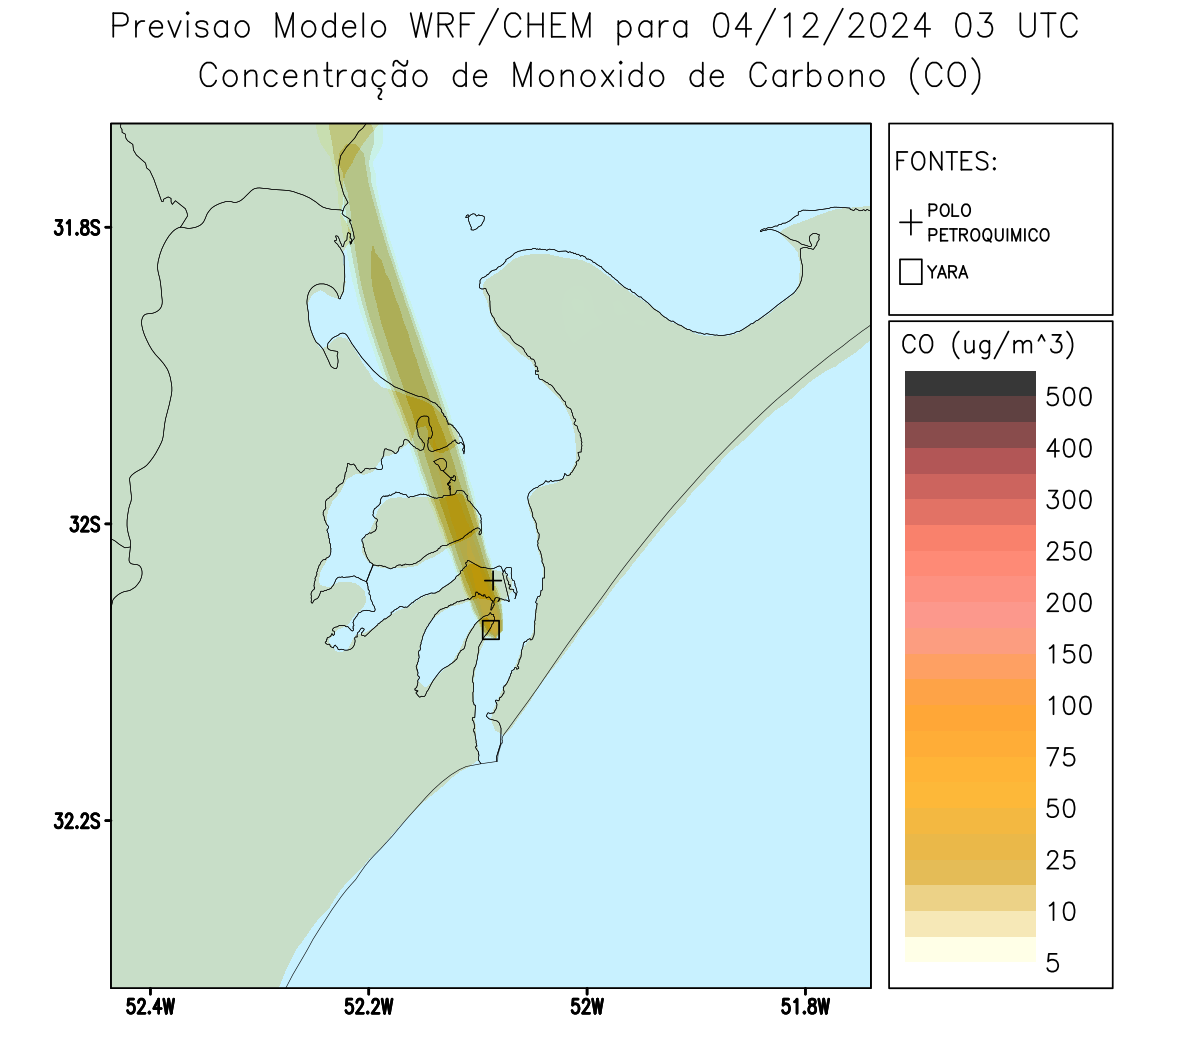 Previsao Modelo WRF/CHEM para 04/12/2024 03 UTC
Concentração de Monoxido de Carbono (CO)
FONTES:
POLO
PETROQUIMICO
YARA
CO (ug/m^3)
500
400
300
250
200
150
100
75
50
25
10
5
31.8S
32S
32.2S
52.4W
52.2W
52W
51.8W